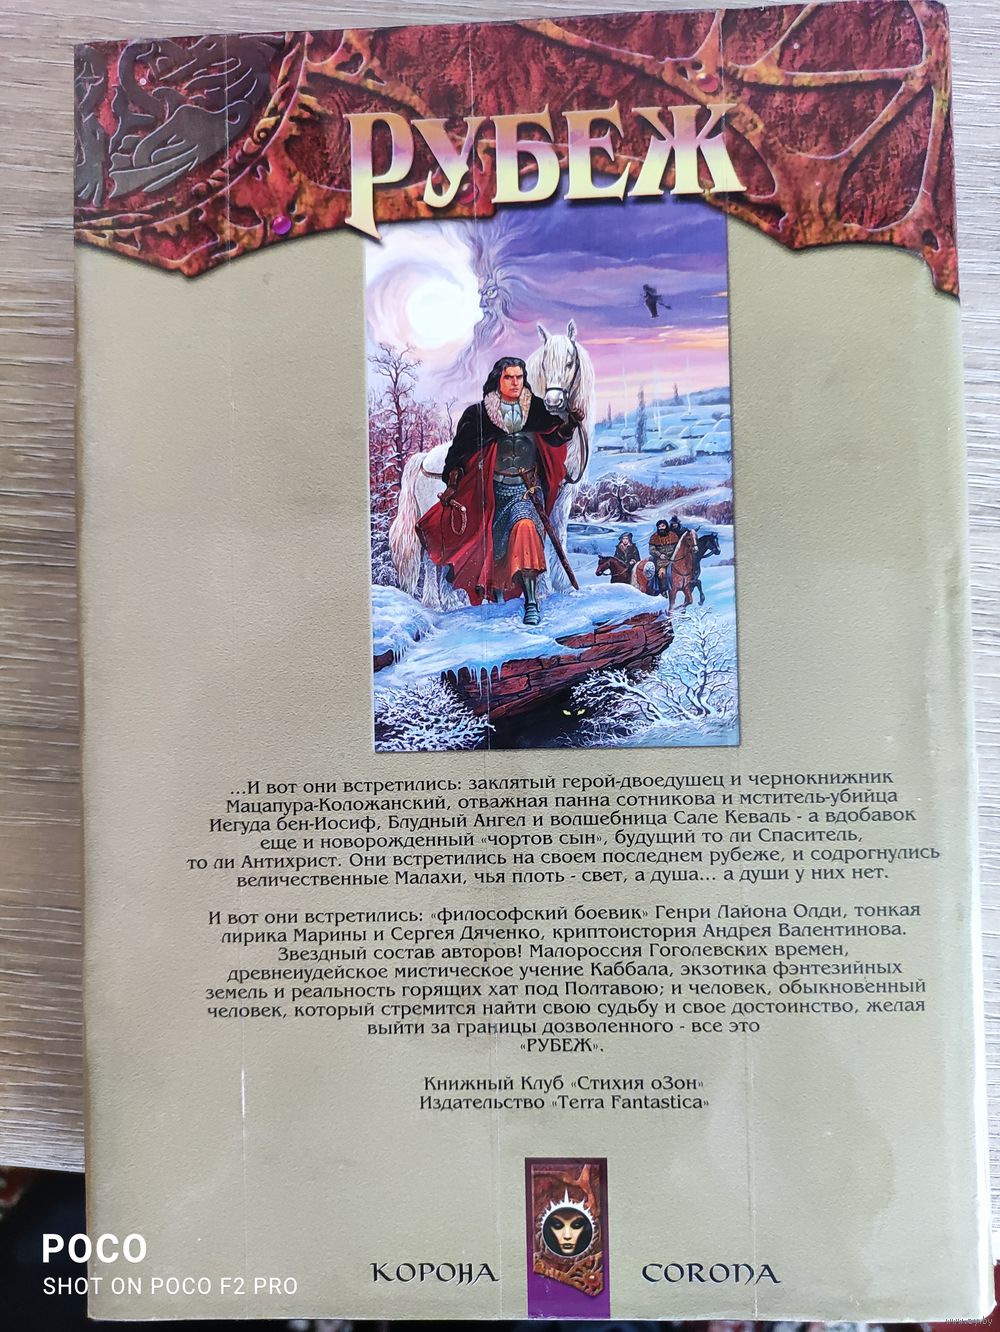 РУБЕЖ
...И вот они встретились: заклятый герой-двоедушец и чернокнижник
Мацапура-Коложанский, отважная панна сотникова и мститель-убийца
Иегуда бен-Иосиф, Блудный Ангел и волшебница Сале Кеваль - а вдобавок
еще и новорожденный «чортов сын», будущий то ли Спаситель,
то ли Антихрист. Они встретились на своем последнем рубеже, и содрогнулись
величественные Малахи, чья плоть - свет, а душа... а души у них нет.
И вот они встретились: «философский боевик» Генри Лайона Олди, тонкая
лирика Марины и Сергея Дяченко, криптоистория Андрея Валентинова.
Звездный состав авторов! Малороссия Гоголевских времен,
древнеиудейское мистическое учение Каббала, экзотика фэнтезийных
земель и реальность горящих хат под Полтавою; и человек, обыкновенный
человек, который стремится найти свою судьбу и свое достоинство, желая
выйти за границы дозволенного - все это
«РУБЕЖ».
Книжный Клуб «Стихия оЗон»
Издательство «Terra Fantastica»
КОРОНА CORONA
POCO
SHOT ON POCO F2 PRO